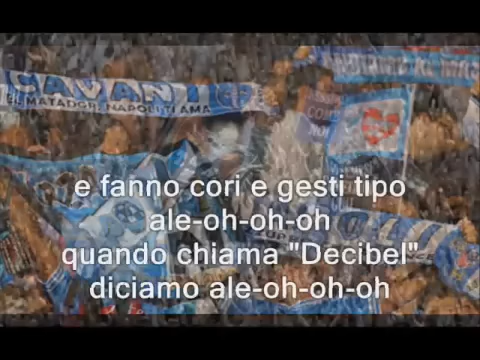 CAVANI
EL MATADOR NAPOLI TI AMA
e fanno cori e gesti tipo
ale-oh-oh-oh
quando chiama "Decibel"
diciamo ale-oh-oh-oh